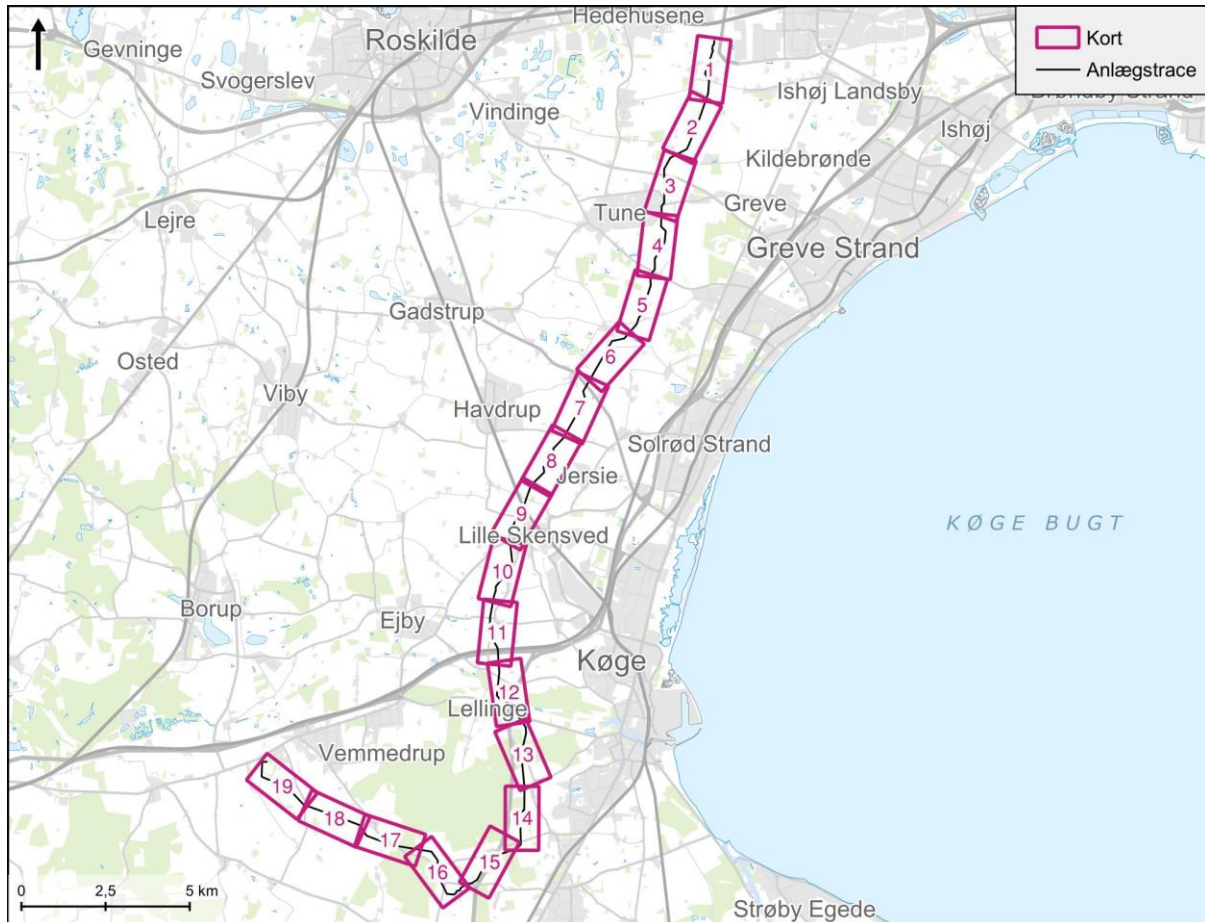 Hedehusene
Gevninge
Roskilde
Kort
Anlægstrace
Svogerslev
Ishøj Landsby
Brøndby Strand
Vindinge
Ishøj
1
2
Kildebrønde
3
Lejre
Tune
Greve
4
Greve Strand
5
Gadstrup
6
Osted
Viby
Havdrup
7
Solrød Strand
8
Jersie
9
KØGE BUGT
Lille Skensved
10
Borup
Ejby
11
Køge
12
Lellinge
Vemmedrup
13
19
18
14
17
15
16
0 2,5 5 km
Strøby Egede